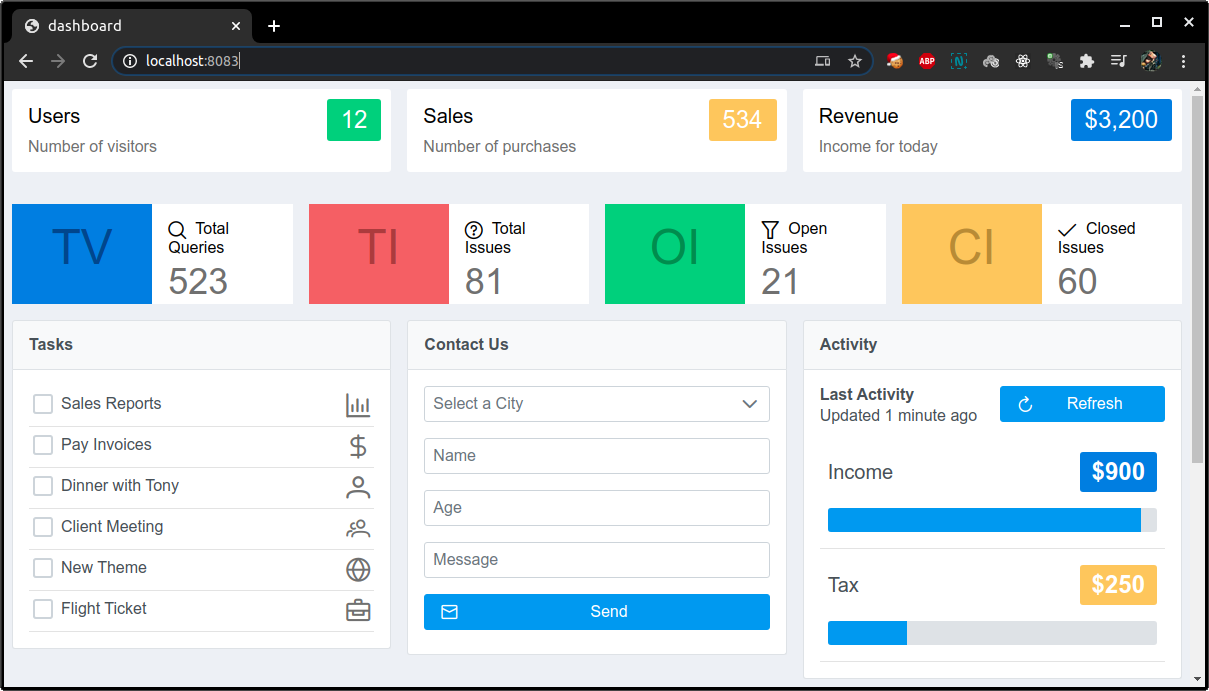 dashboard
localhost:8083
ABP
N
Users
12
Number of visitors
Sales
534
Number of purchases
Revenue
$3,200
Income for today
TV
Total
Queries
523
TI
Total
Issues
81
OI
Open
Issues
21
CI
Closed
Issues
60
Tasks
Sales Reports
Pay Invoices
Dinner with Tony
Client Meeting
New Theme
Flight Ticket
Contact Us
Select a City
Name
Age
Message
Send
Activity
Last Activity
Updated 1 minute ago
Refresh
Income
$900
Tax
$250